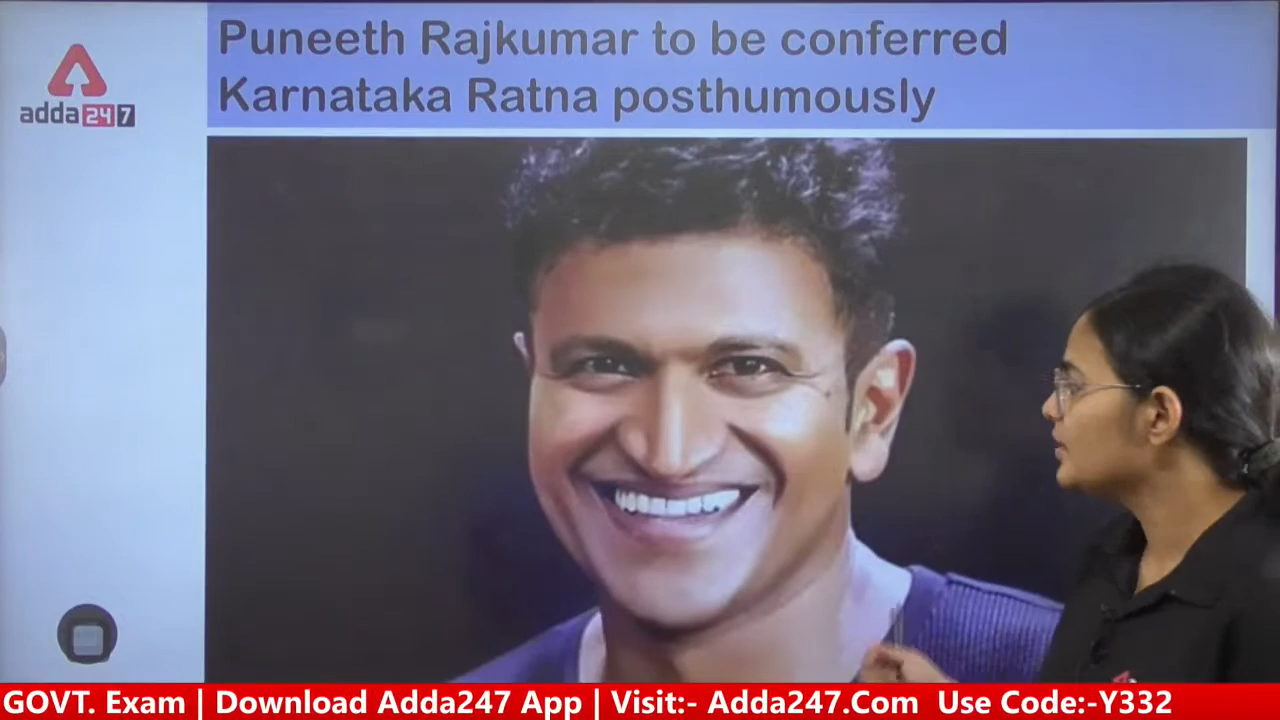 Puneeth Rajkumar to be conferred
Karnataka Ratna posthumously
adda247
GOVT. Exam | Download Adda247 App | Visit:- Adda247.Com Use Code:-Y332